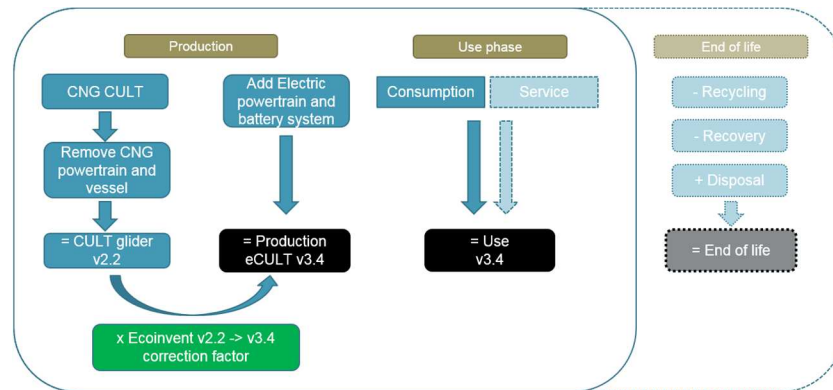 Production
Use phase
End of life
CNG CULT
Add Electric
powertrain and
battery system
Consumption
Service
- Recycling
Remove CNG
powertrain and
vessel
- Recovery
+ Disposal
= CULT glider
v2.2
= Production
eCULT v3.4
= Use
v3.4
= End of life
x Ecoinvent v2.2 -> v3.4
correction factor